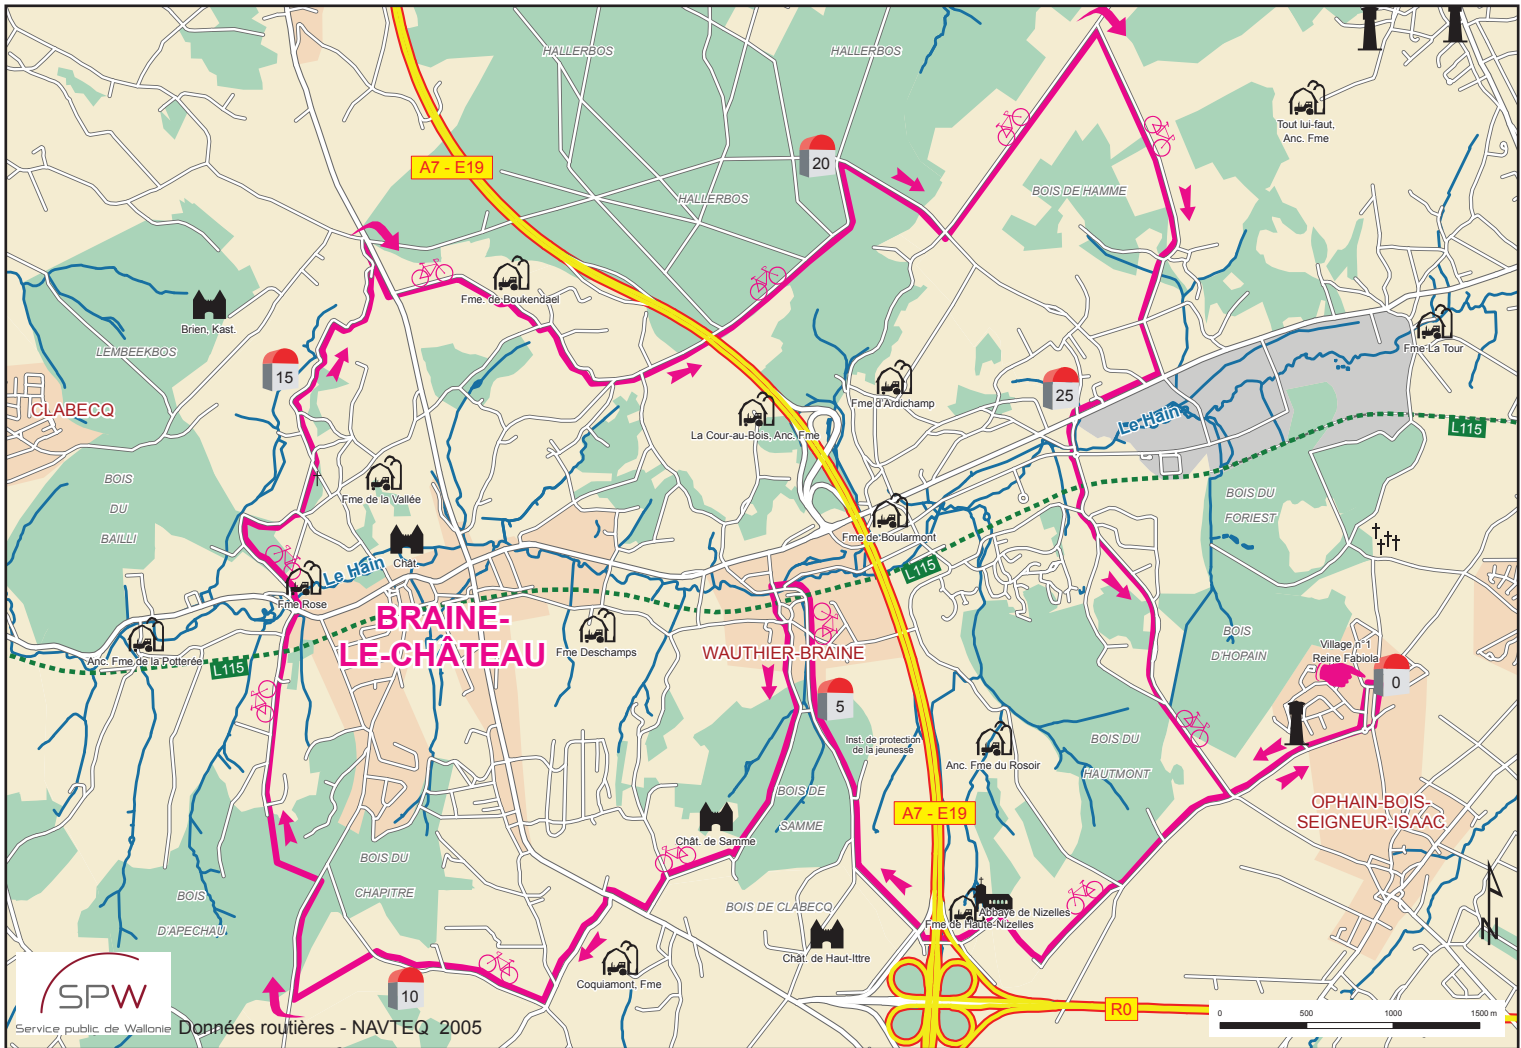 HALLERBOS
HALLERBOS
Tout lui-faut,
Anc. Fme
A7 - E19
20
HALLERBOS
BOIS DE HAMME
Fme. de Boukendael
Brien, Kast.
LEMBEEKBOS
15
CLABECQ
Fme La Tour
Fme d'Ardichamp
25
La Cour-au-Bois, Anc. Fme
Le Hain
L115
BOIS
DU
BAILLI
Fme de la Vallée
BOIS DU
FORIEST
Chât.
Fme de Boularmont
Le Hain
L115
Fme Rose
BRAINE-
LE-CHÂTEAU
Fme Deschamps
WAUTHIER-BRAINE
BOIS
D'HOPAIN
Village n°1
Reine Fabiola
0
Anc. Fme de la Potterée
L115
5
Inst. de protection
de la jeunesse
Anc. Fme du Rosoir
BOIS DU
HAUTMONT
BOIS DE
SAMME
A7 - E19
OPHAIN-BOIS-
SEIGNEUR-ISAAC
Chât. de Samme
BOIS DU
CHAPITRE
BOIS
D'APECHAU
BOIS DE CLABECQ
Abbaye de Nizelles
Fme de Haute-Nizelles
Chât. de Haut-Ittre
Coquiamont, Fme
10
N
R0
0 500 1000 1500 m
SPW
Service public de Wallonie
Données routières - NAVTEQ 2005